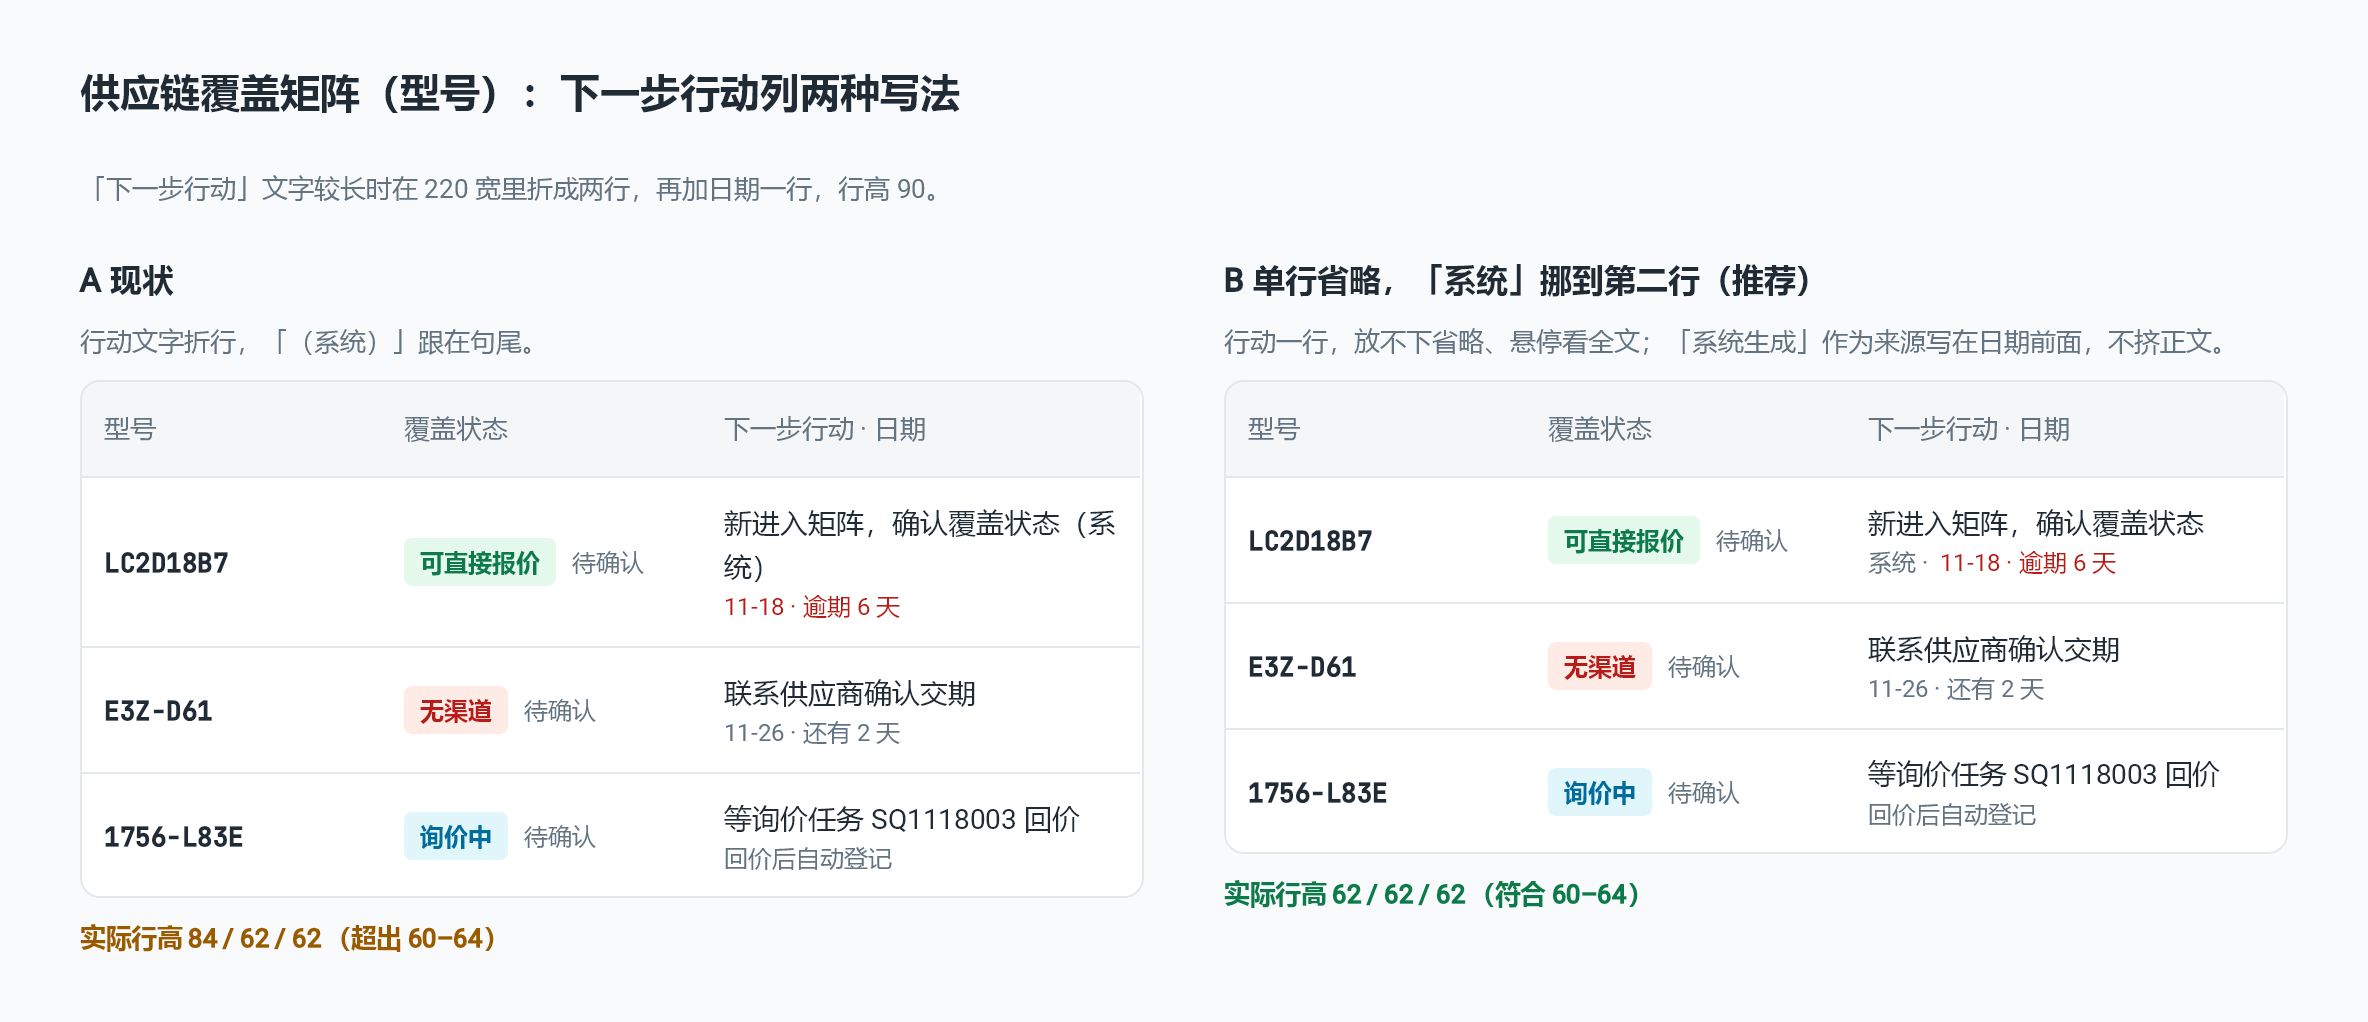 供应链覆盖矩阵（型号）：下一步行动列两种写法
「下一步行动」文字较长时在 220 宽里折成两行，再加日期一行，行高 90。
A 现状
行动文字折行，「（系统）」跟在句尾。
型号 覆盖状态 下一步行动 · 日期
LC2D18B7 可直接报价 待确认 新进入矩阵，确认覆盖状态（系
统）
11-18 · 逾期 6 天
E3Z-D61 无渠道 待确认 联系供应商确认交期
11-26 · 还有 2 天
1756-L83E 询价中 待确认 等询价任务 SQ1118003 回价
回价后自动登记
实际行高 84 / 62 / 62（超出 60–64）
B 单行省略，「系统」挪到第二行（推荐）
行动一行，放不下省略、悬停看全文；「系统生成」作为来源写在日期前面，不挤正文。
型号 覆盖状态 下一步行动 · 日期
LC2D18B7 可直接报价 待确认 新进入矩阵，确认覆盖状态
系统 · 11-18 · 逾期 6 天
E3Z-D61 无渠道 待确认 联系供应商确认交期
11-26 · 还有 2 天
1756-L83E 询价中 待确认 等询价任务 SQ1118003 回价
回价后自动登记
实际行高 62 / 62 / 62（符合 60–64）